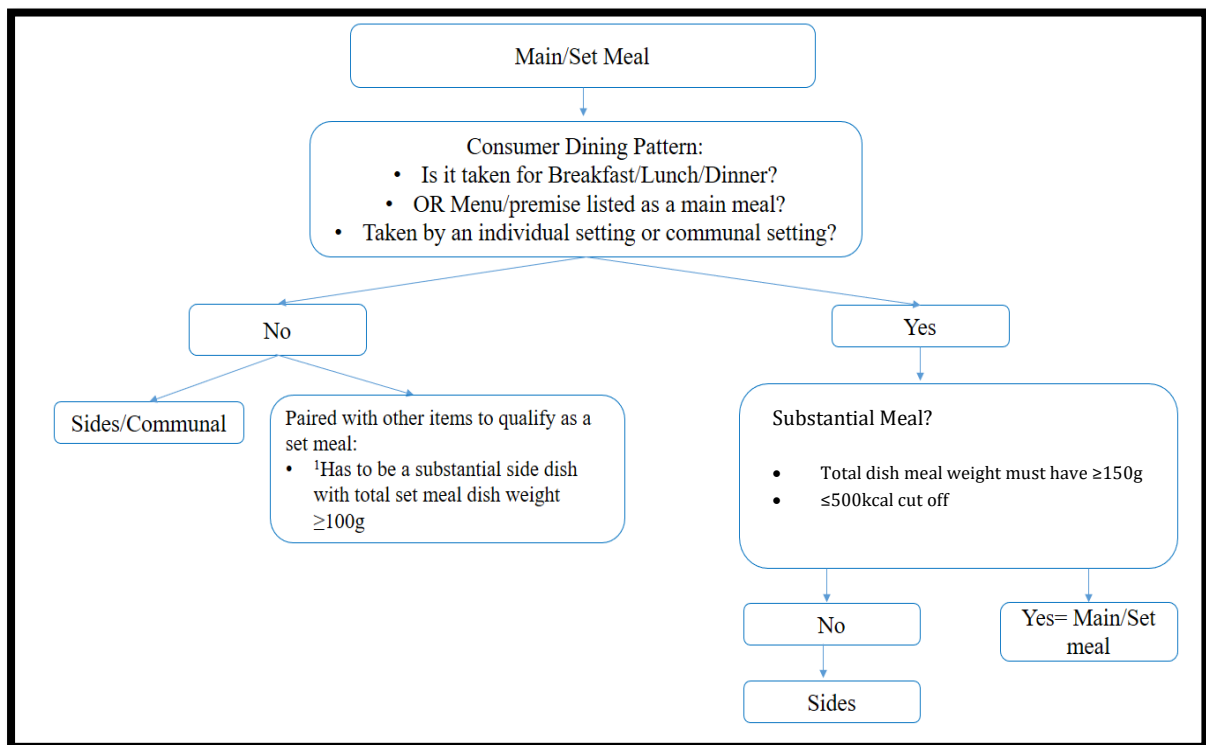 Main/Set Meal
Consumer Dining Pattern:
• Is it taken for Breakfast/Lunch/Dinner?
• OR Menu/premise listed as a main meal?
• Taken by an individual setting or communal setting?
No
Yes
Sides/Communal
Paired with other items to qualify as a
set meal:
• ¹Has to be a substantial side dish
with total set meal dish weight
≥100g
Substantial Meal?
• Total dish meal weight must have ≥150g
• ≤500kcal cut off
No
Yes= Main/Set
meal
Sides